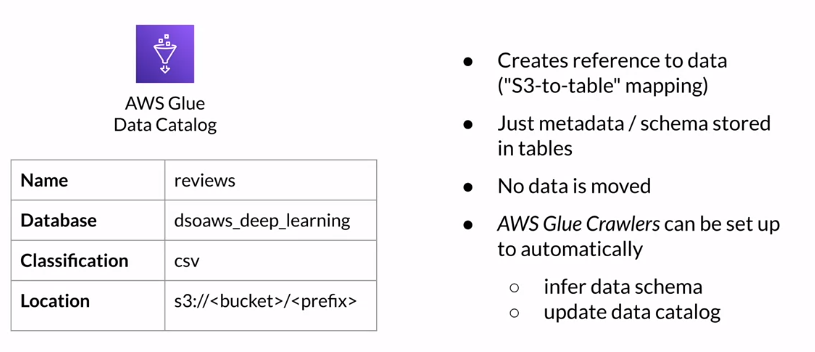 AWS Glue
Data Catalog
Name reviews
Database dsoaws_deep_learning
Classification csv
Location s3://<bucket>/<prefix>
● Creates reference to data
("S3-to-table" mapping)
● Just metadata / schema stored
in tables
● No data is moved
● AWS Glue Crawlers can be set up
to automatically
○ infer data schema
○ update data catalog